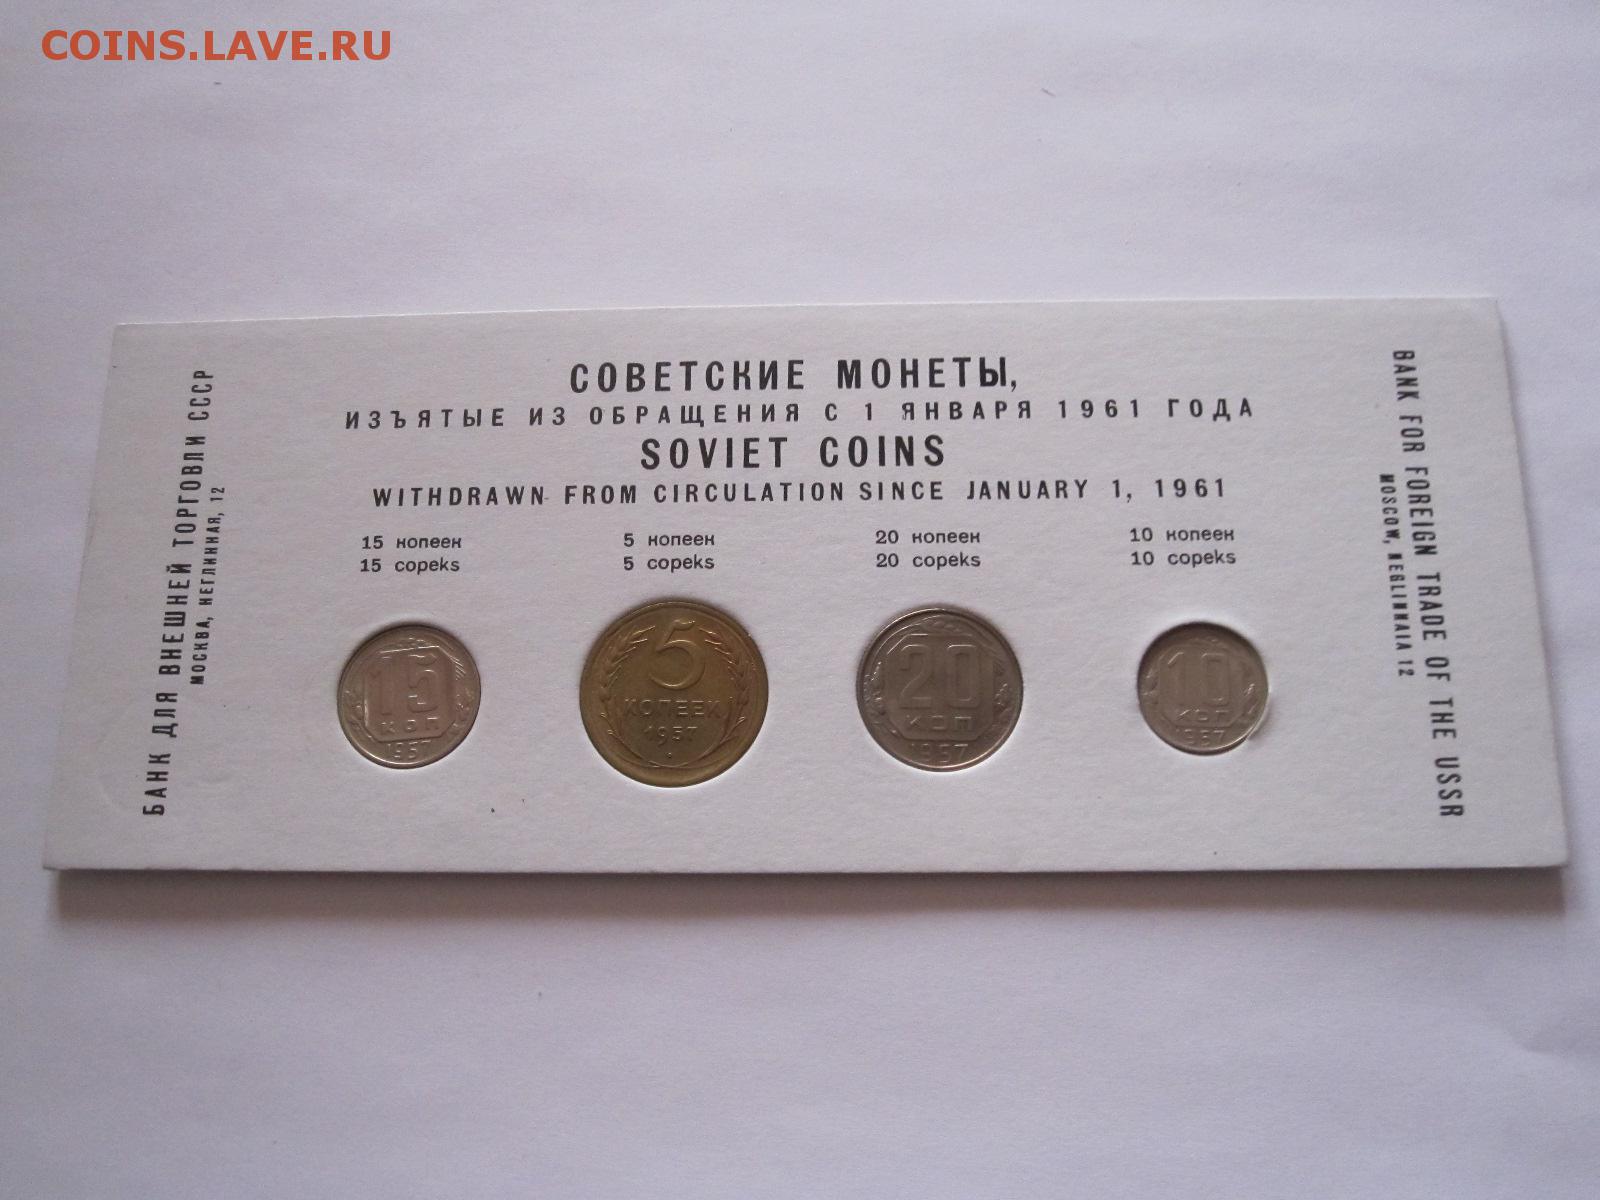 COINS.LAVE.RU
БАНК ДЛЯ ВНЕШНЕЙ ТОРГОВЛИ СССР
МОСКВА, НЕГЛИННАЯ, 12
СОВЕТСКИЕ МОНЕТЫ,
ИЗЪЯТЫЕ ИЗ ОБРАЩЕНИЯ С 1 ЯНВАРЯ 1961 ГОДА
SOVIET COINS
WITHDRAWN FROM CIRCULATION SINCE JANUARY 1, 1961
15 копеек
15 copeks
5 копеек
5 copeks
20 копеек
20 copeks
10 копеек
10 copeks
15
КОП
1957
5
КОПЕЕК
1957
20
КОП
1957
10
КОП
1957
BANK FOR FOREIGN TRADE OF THE USSR
MOSCOW, NEGLINNAIA 12